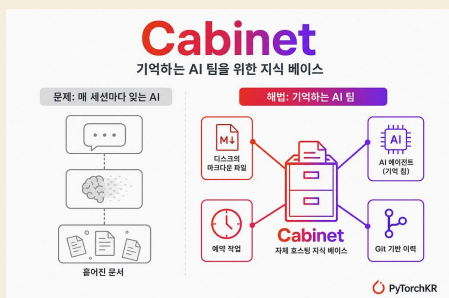 Cabinet
기억하는 AI 팀을 위한 지식 베이스
문제: 매 세션마다 잊는 AI
흩어진 문서
해법: 기억하는 AI 팀
M↓
디스크의
마크다운 파일
AI
AI 에이전트
(기억 침)
예약 작업
Cabinet
자체 호스팅 지식 베이스
Git 기반 이력
PyTorchKR